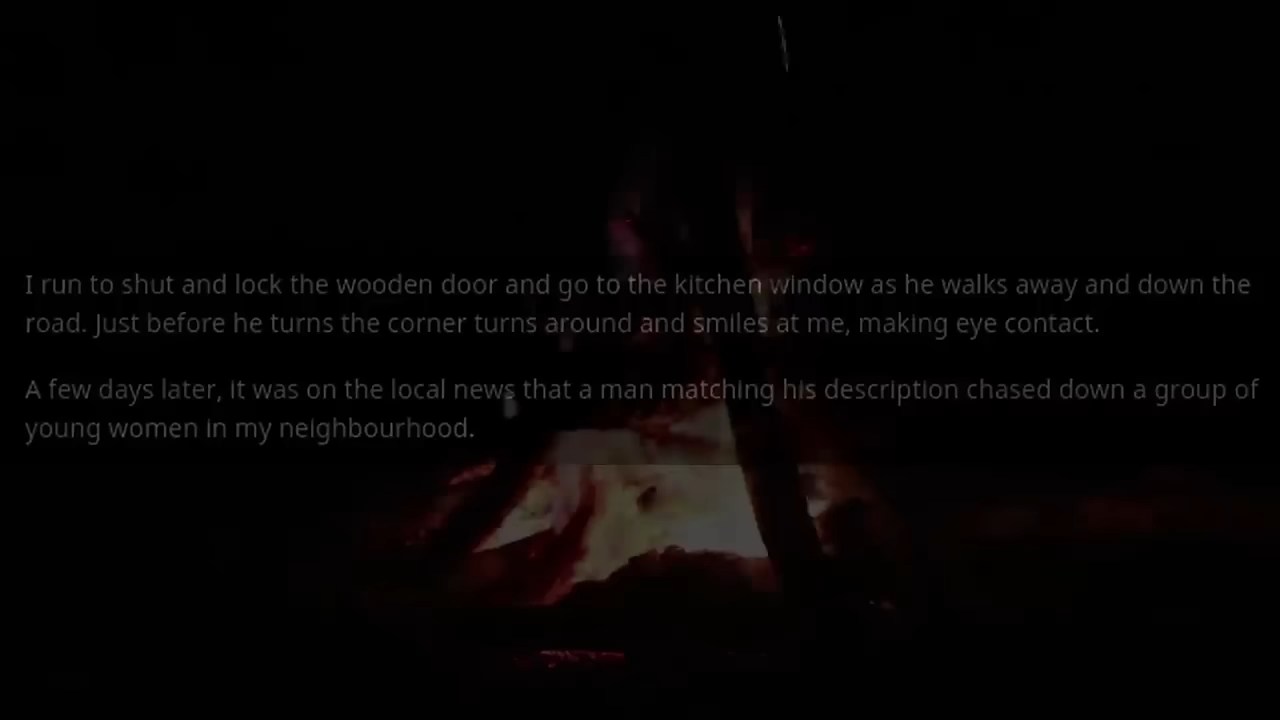 I run to shut and lock the wooden door and go to the kitchen window as he walks away and down the
road. Just before he turns the corner turns around and smiles at me, making eye contact.
A few days later, it was on the local news that a man matching his description chased down a group of
young women in my neighbourhood.